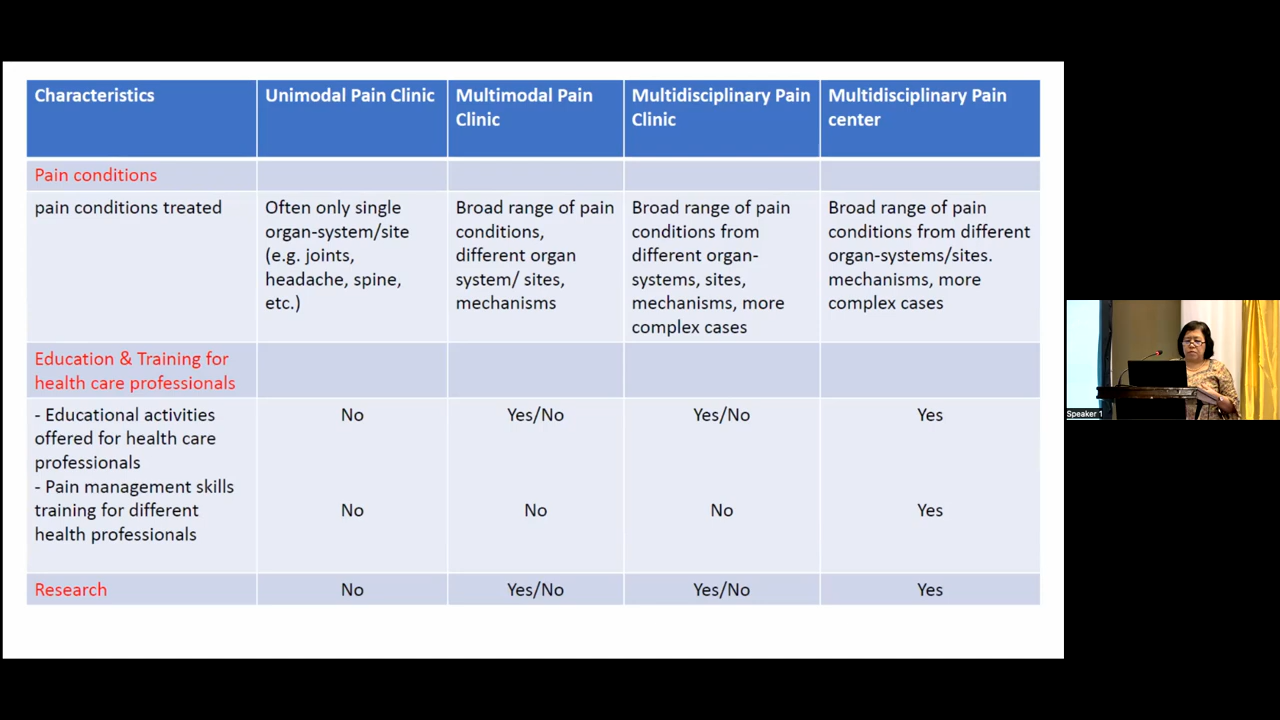 Characteristics
Unimodal Pain Clinic
Multimodal Pain
Clinic
Multidisciplinary Pain
Clinic
Multidisciplinary Pain
center
Pain conditions
pain conditions treated
Often only single
organ-system/site
(e.g. joints,
headache, spine,
etc.)
Broad range of pain
conditions,
different organ
system/ sites,
mechanisms
Broad range of pain
conditions from
different organ-
systems, sites,
mechanisms, more
complex cases
Broad range of pain
conditions from different
organ-systems/sites.
mechanisms, more
complex cases
Education & Training for
health care professionals
- Educational activities
offered for health care
professionals
No
Yes/No
Yes/No
Yes
- Pain management skills
training for different
health professionals
No
No
No
Yes
Research
No
Yes/No
Yes/No
Yes
Speaker 1